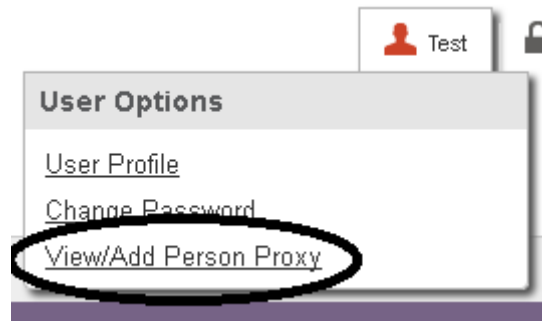 Test
User Options
User Profile
Change Password
View/Add Person Proxy